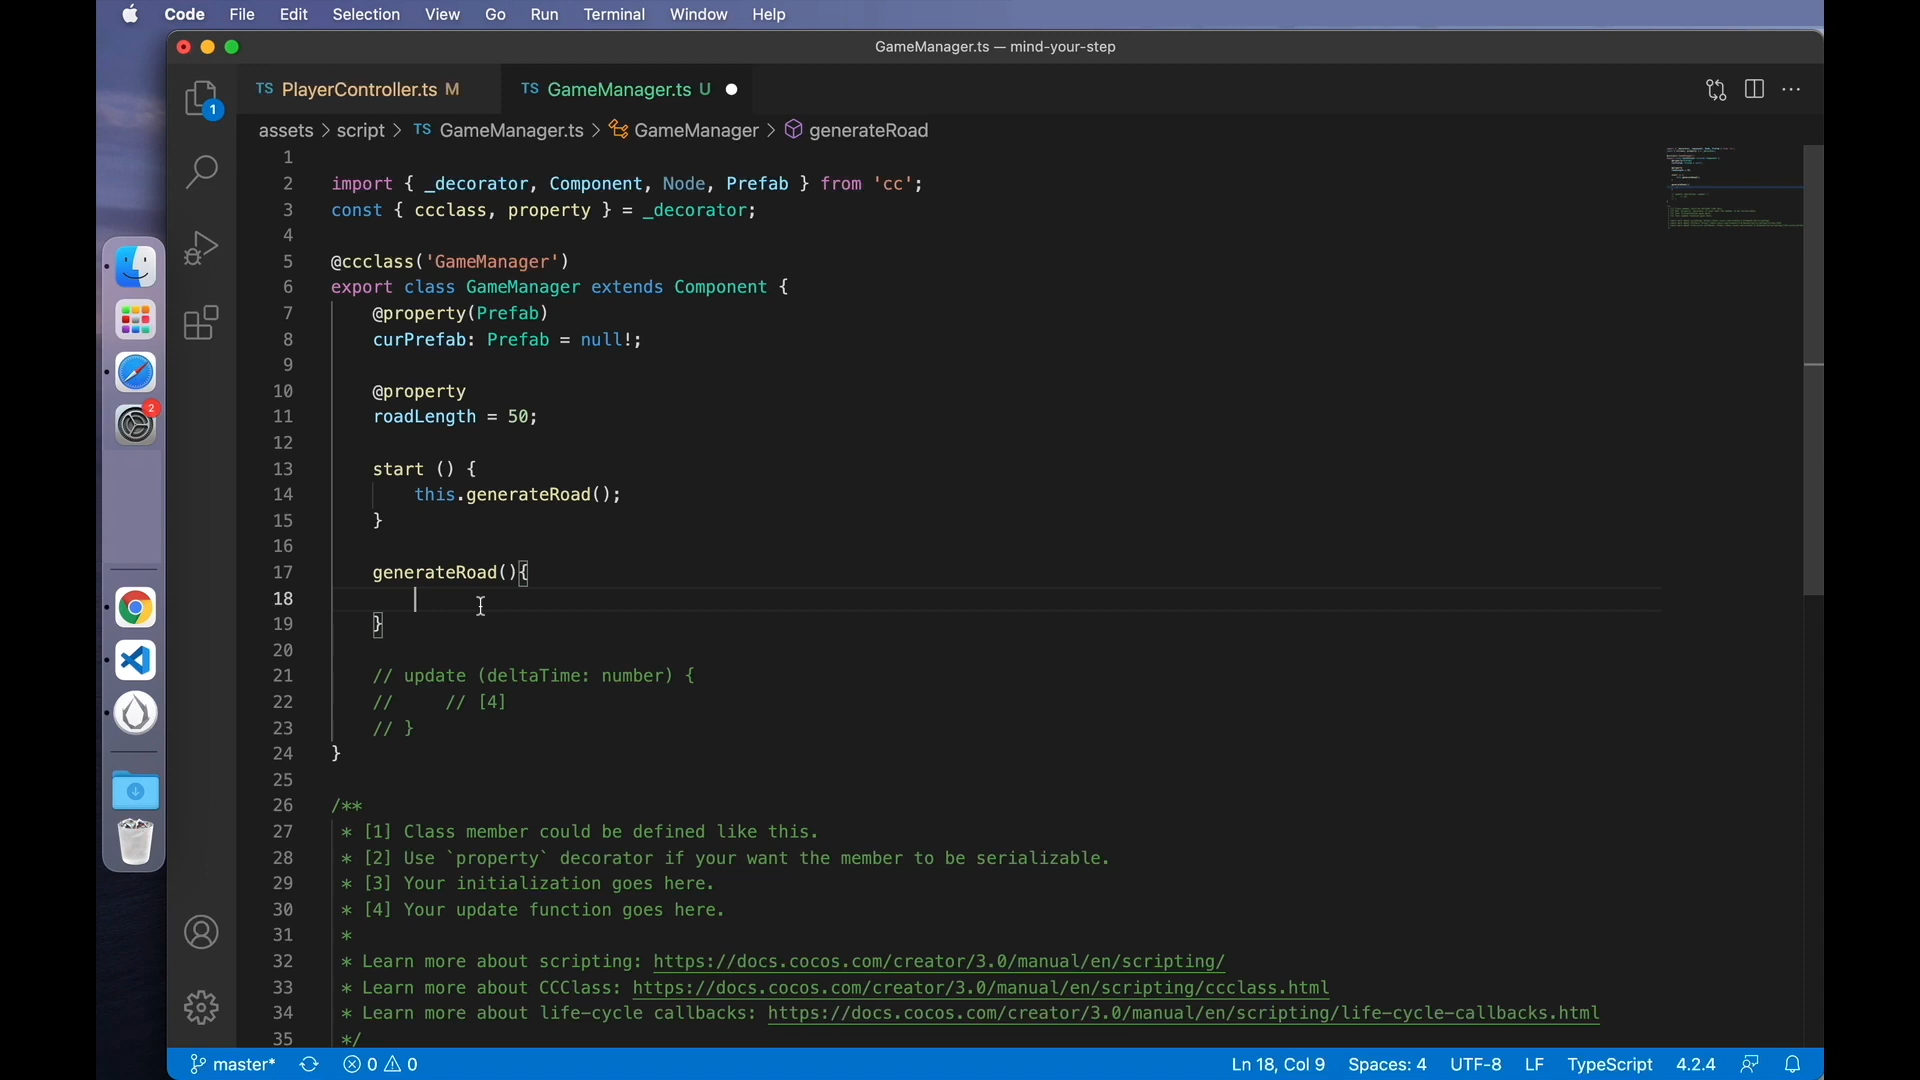 Code File Edit Selection View Go Run Terminal Window Help
GameManager.ts — mind-your-step
TS PlayerController.ts M TS GameManager.ts U
assets > script > TS GameManager.ts > GameManager > generateRoad
1
2 import { _decorator, Component, Node, Prefab } from 'cc';
3 const { ccclass, property } = _decorator;
4
5 @ccclass('GameManager')
6 export class GameManager extends Component {
7 @property(Prefab)
8 curPrefab: Prefab = null!;
9
10 @property
11 roadLength = 50;
12
13 start () {
14 this.generateRoad();
15 }
16
17 generateRoad(){
18
19 }
20
21 // update (deltaTime: number) {
22 // // [4]
23 // }
24 }
25
26 /**
27 * [1] Class member could be defined like this.
28 * [2] Use `property` decorator if your want the member to be serializable.
29 * [3] Your initialization goes here.
30 * [4] Your update function goes here.
31 *
32 * Learn more about scripting: https://docs.cocos.com/creator/3.0/manual/en/scripting/
33 * Learn more about CCClass: https://docs.cocos.com/creator/3.0/manual/en/scripting/ccclass.html
34 * Learn more about life-cycle callbacks: https://docs.cocos.com/creator/3.0/manual/en/scripting/life-cycle-callbacks.html
35 */
1
2
master* 0 0 Ln 18, Col 9 Spaces: 4 UTF-8 LF TypeScript 4.2.4